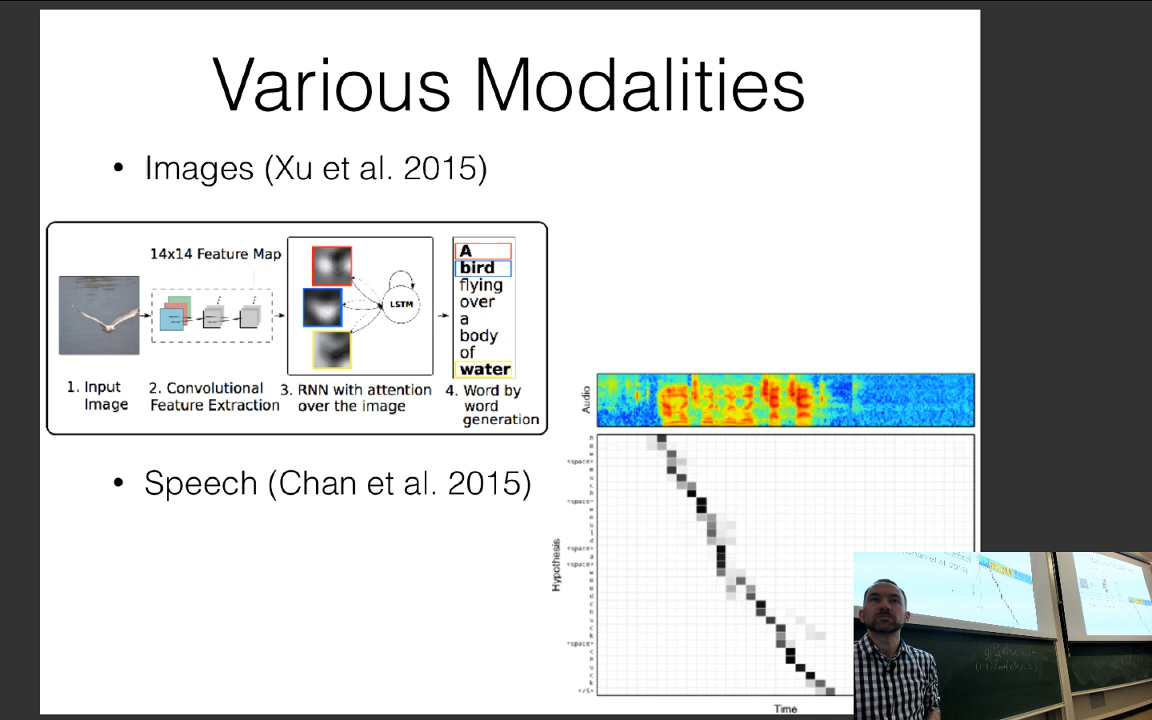 Various Modalities
• Images (Xu et al. 2015)
14x14 Feature Map
LSTM
A
bird
flying
over
a
body
of
water
1. Input
Image
2. Convolutional
Feature Extraction
3. RNN with attention
over the image
4. Word by
word
generation
• Speech (Chan et al. 2015)
Audio
Hypothesis
<space>
<space>
<space>
<space>
<space>
</s>
Time